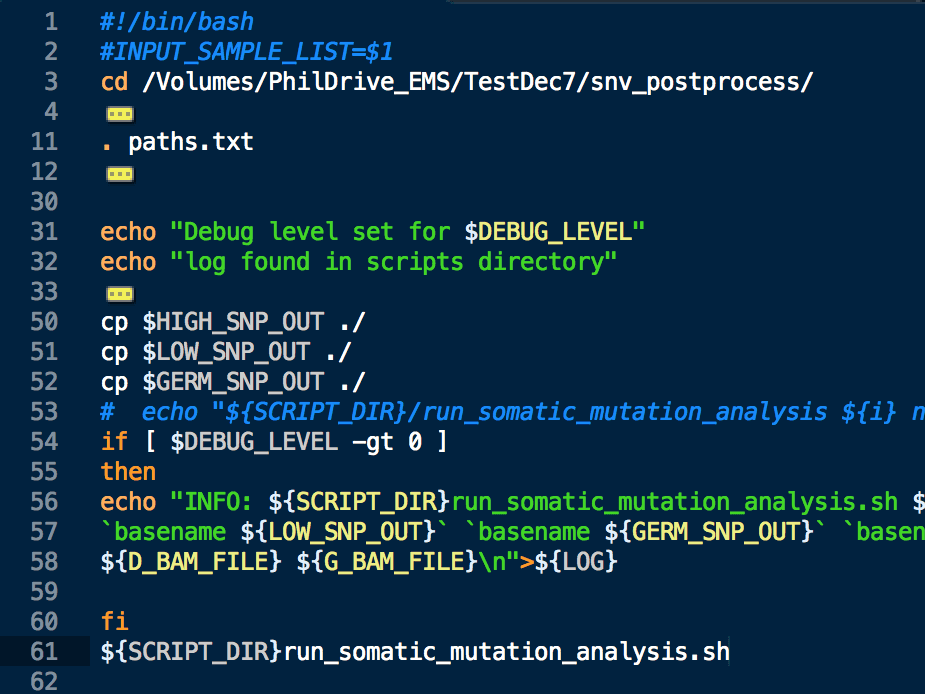 1 #!/bin/bash
2 #INPUT_SAMPLE_LIST=$1
3 cd /Volumes/PhilDrive_EMS/TestDec7/snv_postprocess/
4
11 . paths.txt
12
30
31 echo "Debug level set for $DEBUG_LEVEL"
32 echo "log found in scripts directory"
33
50 cp $HIGH_SNP_OUT ./
51 cp $LOW_SNP_OUT ./
52 cp $GERM_SNP_OUT ./
53 #  echo "${SCRIPT_DIR}/run_somatic_mutation_analysis ${i} n
54 if [ $DEBUG_LEVEL -gt 0 ]
55 then
56 echo "INFO: ${SCRIPT_DIR}run_somatic_mutation_analysis.sh $
57 `basename ${LOW_SNP_OUT}` `basename ${GERM_SNP_OUT}` `basen
58 ${D_BAM_FILE} ${G_BAM_FILE}\n">${LOG}
59
60 fi
61 ${SCRIPT_DIR}run_somatic_mutation_analysis.sh
62